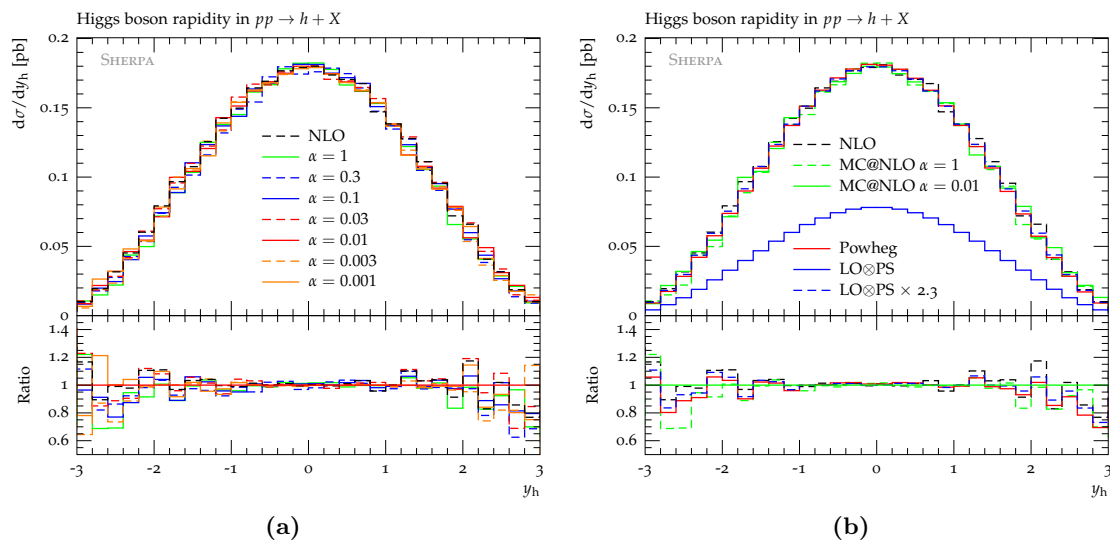 Higgs boson rapidity in pp → h + X
SHERPA
dσ/dy_h [pb]
0.2
0.15
0.1
0.05
0
NLO
α = 1
α = 0.3
α = 0.1
α = 0.03
α = 0.01
α = 0.003
α = 0.001
Ratio
1.4
1.2
1
0.8
0.6
-3 -2 -1 0 1 2 3
y_h
(a)
Higgs boson rapidity in pp → h + X
SHERPA
dσ/dy_h [pb]
0.2
0.15
0.1
0.05
0
NLO
MC@NLO α = 1
MC@NLO α = 0.01
Powheg
LO⊗PS
LO⊗PS × 2.3
Ratio
1.4
1.2
1
0.8
0.6
-3 -2 -1 0 1 2 3
y_h
(b)